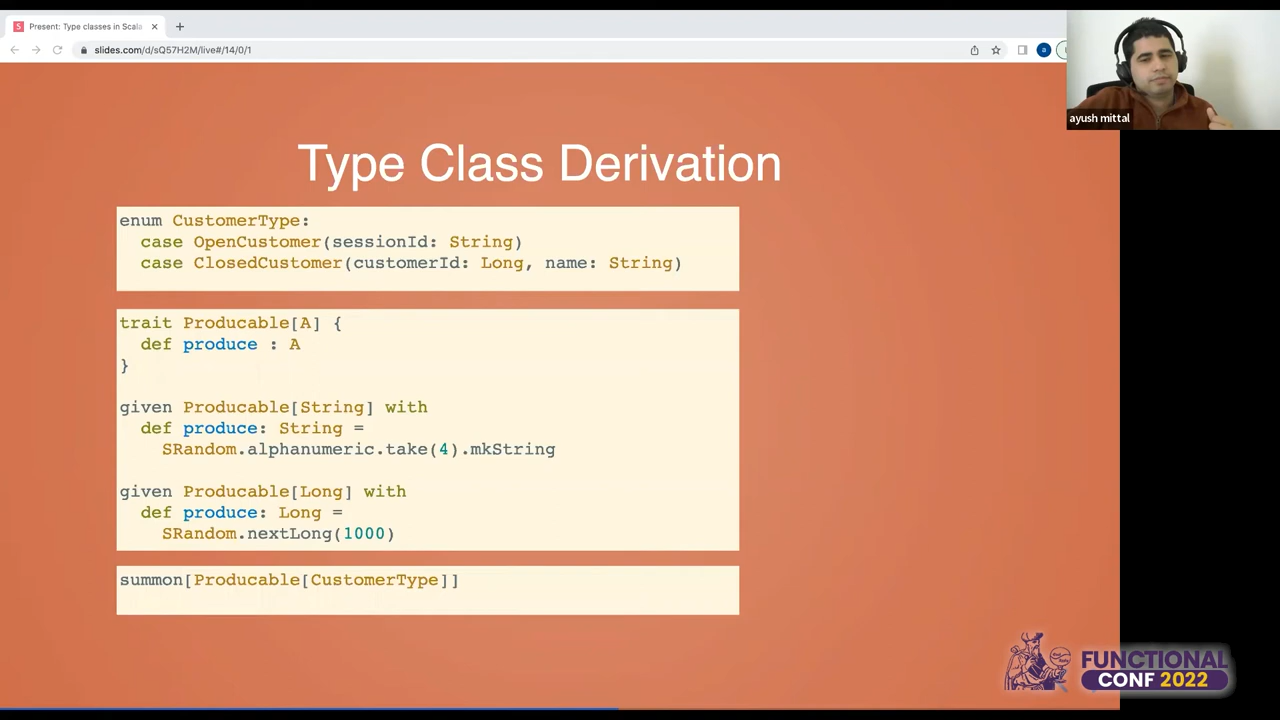 Present: Type classes in Scala
slides.com/d/sQ57H2M/live#/14/0/1
ayush mittal
Type Class Derivation
enum CustomerType:
case OpenCustomer(sessionId: String)
case ClosedCustomer(customerId: Long, name: String)
trait Producable[A] {
def produce : A
}
given Producable[String] with
def produce: String =
SRandom.alphanumeric.take(4).mkString
given Producable[Long] with
def produce: Long =
SRandom.nextLong(1000)
summon[Producable[CustomerType]]
FUNCTIONAL
CONF 2022